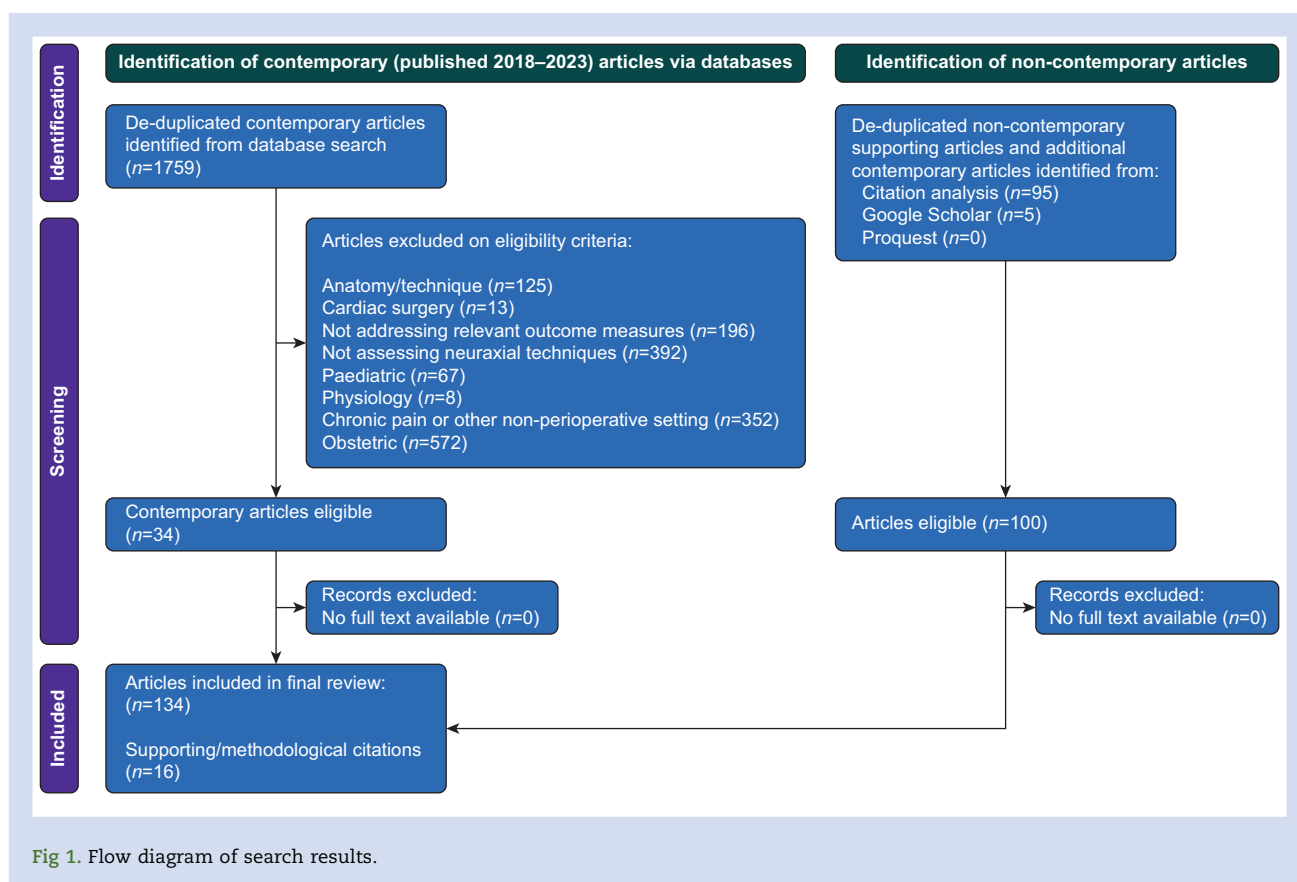 Identification of contemporary (published 2018–2023) articles via databases
Identification of non-contemporary articles
Identification
De-duplicated contemporary articles
identified from database search
(n=1759)
De-duplicated non-contemporary
supporting articles and additional
contemporary articles identified from:
Citation analysis (n=95)
Google Scholar (n=5)
Proquest (n=0)
Screening
Articles excluded on eligibility criteria:
Anatomy/technique (n=125)
Cardiac surgery (n=13)
Not addressing relevant outcome measures (n=196)
Not assessing neuraxial techniques (n=392)
Paediatric (n=67)
Physiology (n=8)
Chronic pain or other non-perioperative setting (n=352)
Obstetric (n=572)
Contemporary articles eligible
(n=34)
Articles eligible (n=100)
Records excluded:
No full text available (n=0)
Records excluded:
No full text available (n=0)
Included
Articles included in final review:
(n=134)
Supporting/methodological citations
(n=16)
Fig 1. Flow diagram of search results.